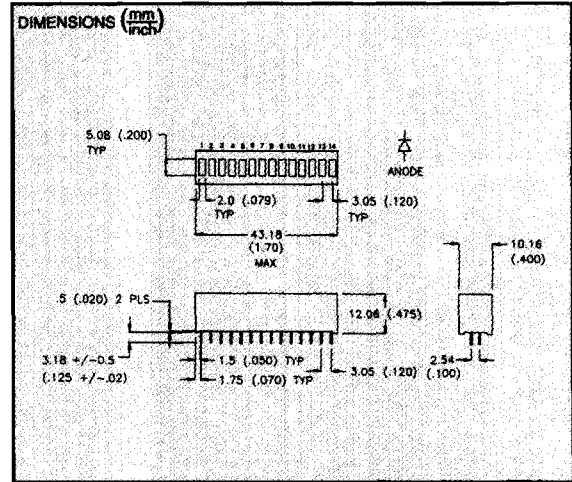 DIMENSIONS (mm/inch)
1 2 3 4 5 6 7 8 9 10 11 12 13 14
5.08 (.200)
TYP
ANODE
2.0 (.079)
TYP
3.05 (.120)
TYP
43.18
(1.70)
MAX
10.16
(.400)
5 (.020) 2 PLS
12.06 (.475)
3.18 +/-0.5
(.125 +/-.02)
1.5 (.050) TYP
1.75 (.070) TYP
3.05 (.120)
2.54
(.100)